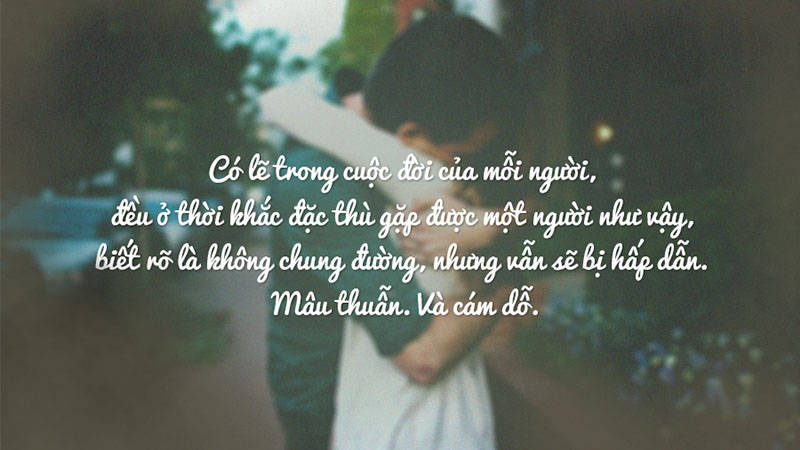 Có lẽ trong cuộc đời của mỗi người,
đều ở thời khắc đặc thù gặp được một người như vậy,
biết rõ là không chung đường, nhưng vẫn sẽ bị hấp dẫn.
Mâu thuẫn. Và cám dỗ.